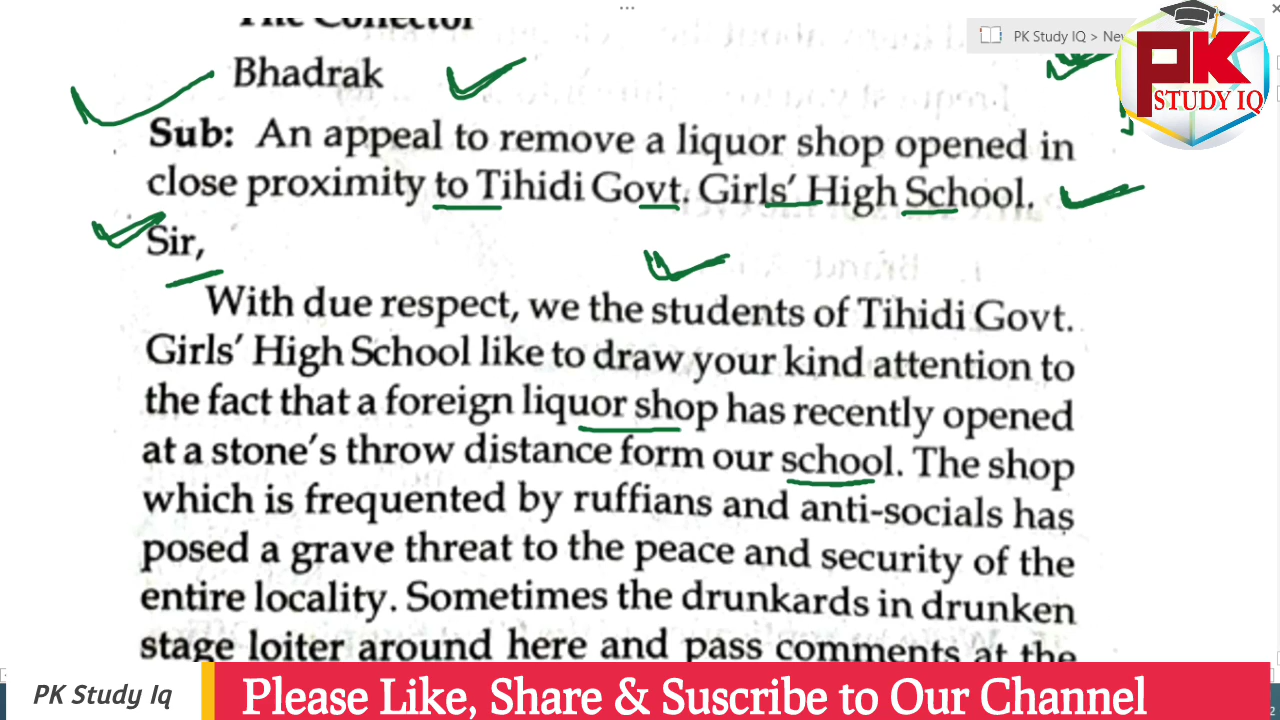 The Collector
PK Study IQ > Nev
Bhadrak
PK
STUDY IQ
Sub: An appeal to remove a liquor shop opened in
close proximity to Tihidi Govt. Girls' High School.
Sir,
With due respect, we the students of Tihidi Govt.
Girls' High School like to draw your kind attention to
the fact that a foreign liquor shop has recently opened
at a stone's throw distance form our school. The shop
which is frequented by ruffians and anti-socials has
posed a grave threat to the peace and security of the
entire locality. Sometimes the drunkards in drunken
stage loiter around here and pass comments at the
PK Study Iq
Please Like, Share & Suscribe to Our Channel
2